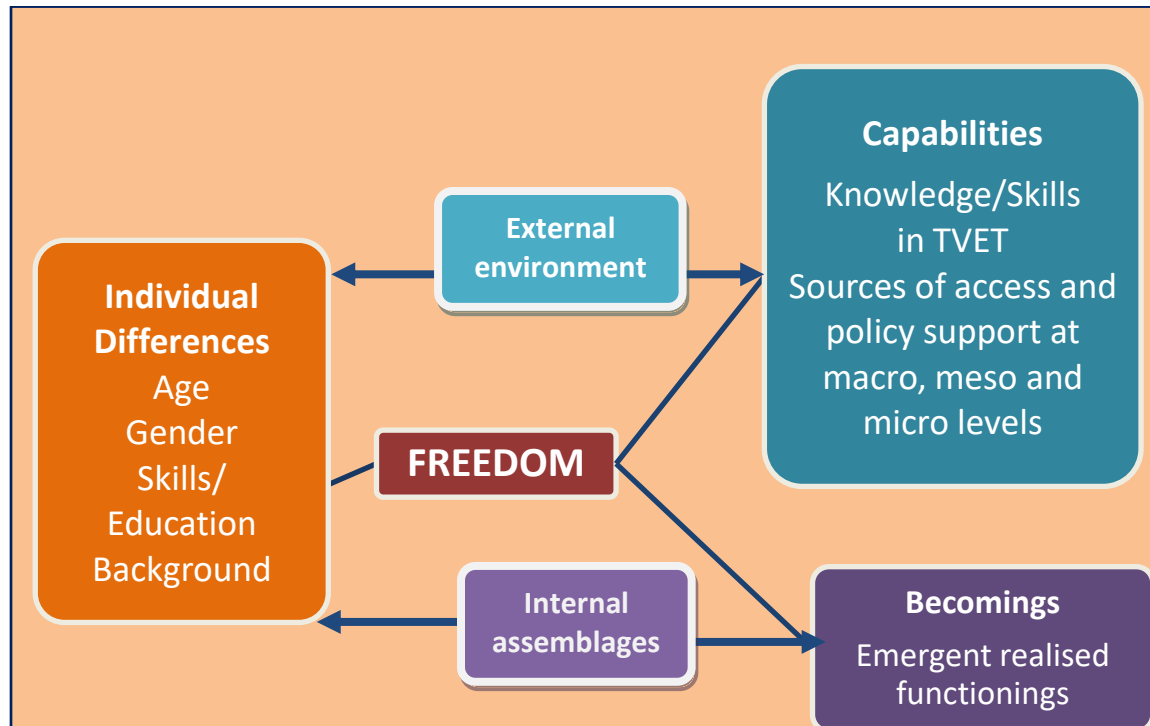 Capabilities
Knowledge/Skills
in TVET
Sources of access and
policy support at
macro, meso and
micro levels
External
environment
Individual
Differences
Age
Gender
Skills/
Education
Background
FREEDOM
Internal
assemblages
Becomings
Emergent realised
functionings